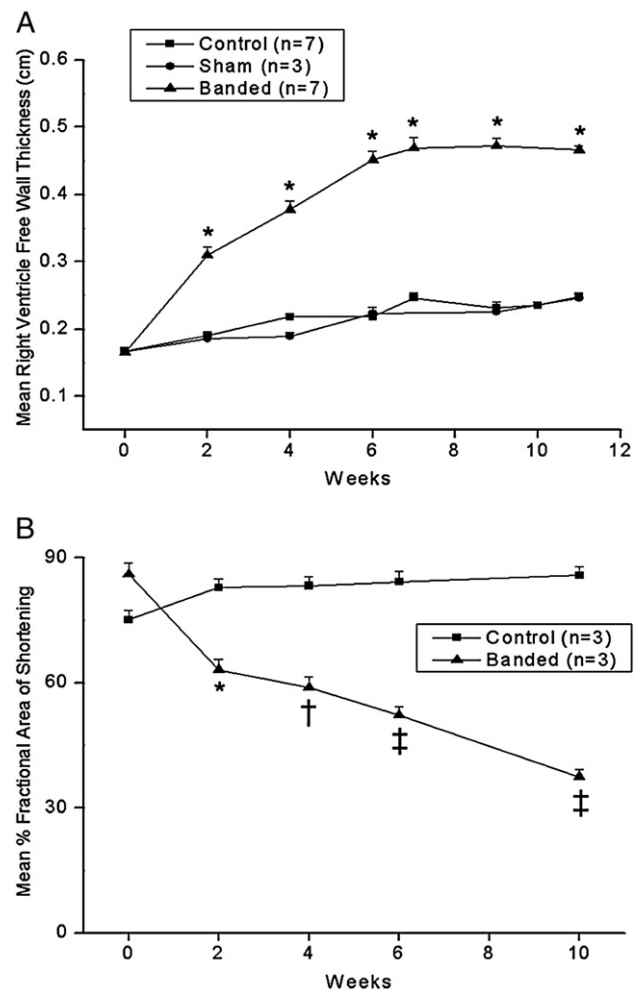 A
Control (n=7)
Sham (n=3)
Banded (n=7)
Mean Right Ventricle Free Wall Thickness (cm)
0.6
0.5
0.4
0.3
0.2
0.1
* * * * * *
0 2 4 6 8 10 12
Weeks
B
Mean % Fractional Area of Shortening
90
60
30
0
Control (n=3)
Banded (n=3)
* † ‡ ‡
0 2 4 6 8 10
Weeks